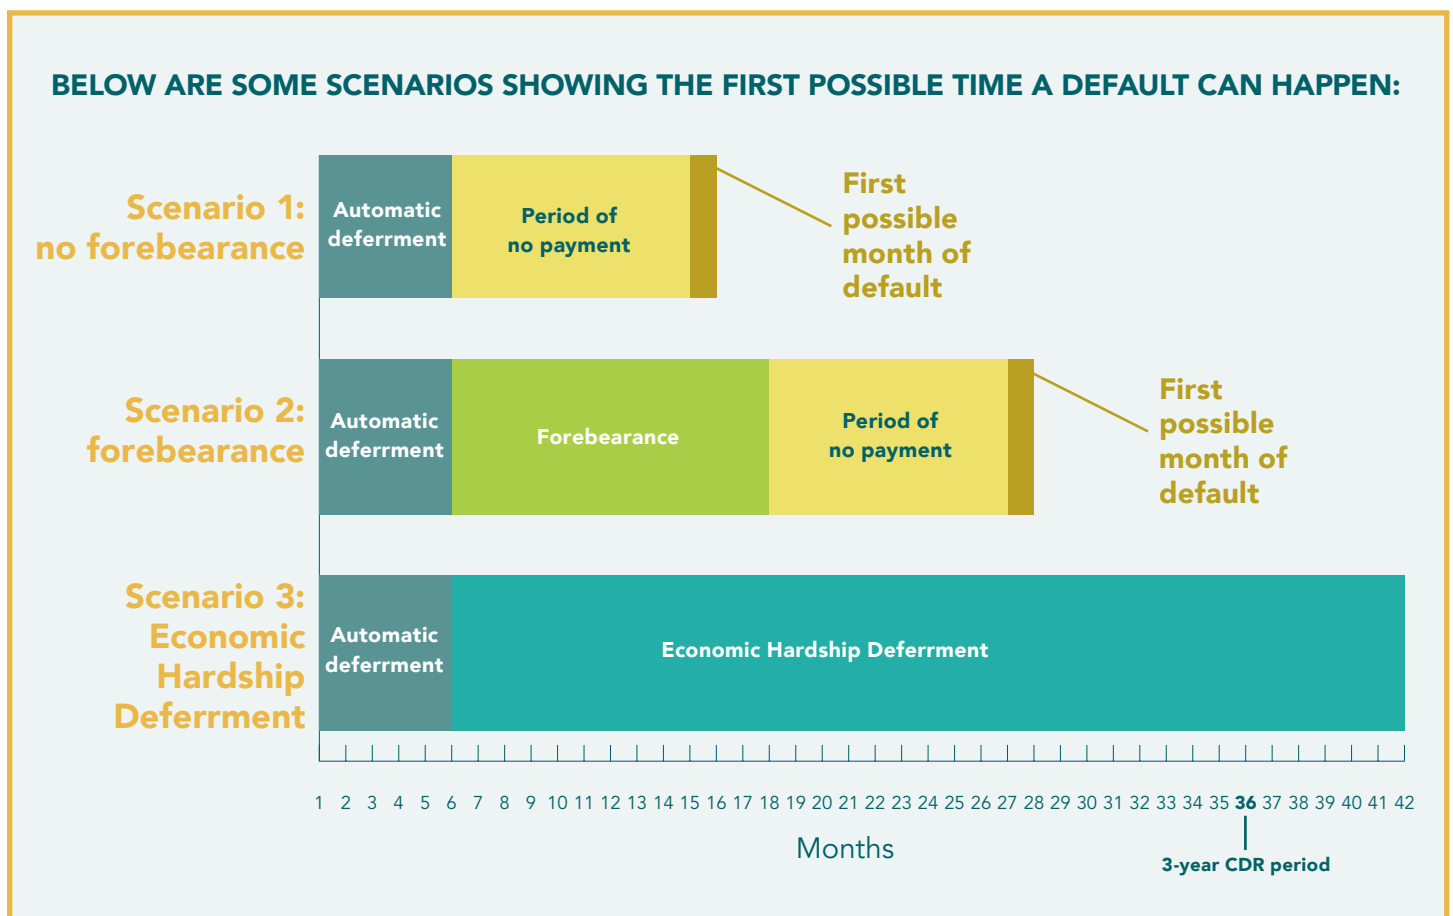 BELOW ARE SOME SCENARIOS SHOWING THE FIRST POSSIBLE TIME A DEFAULT CAN HAPPEN:
Scenario 1:
no forebearance
Automatic
deferrment
Period of
no payment
First
possible
month of
default
Scenario 2:
forebearance
Automatic
deferrment
Forebearance
Period of
no payment
First
possible
month of
default
Scenario 3:
Economic
Hardship
Deferrment
Automatic
deferrment
Economic Hardship Deferrment
1 2 3 4 5 6 7 8 9 10 11 12 13 14 15 16 17 18 19 20 21 22 23 24 25 26 27 28 29 30 31 32 33 34 35 36 37 38 39 40 41 42
Months
3-year CDR period